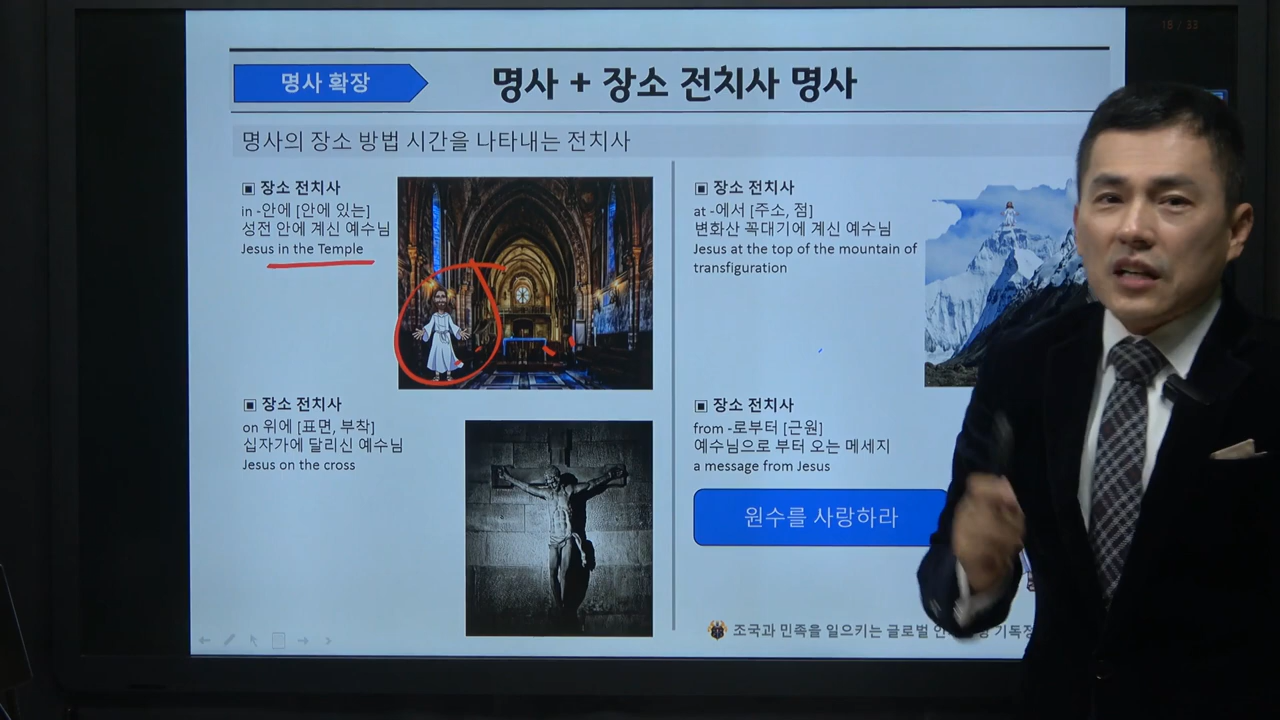 18 / 33
명사 확장
명사 + 장소 전치사 명사
명사의 장소 방법 시간을 나타내는 전치사
▣ 장소 전치사
in -안에 [안에 있는]
성전 안에 계신 예수님
Jesus in the Temple
▣ 장소 전치사
at -에서 [주소, 점]
변화산 꼭대기에 계신 예수님
Jesus at the top of the mountain of
transfiguration
▣ 장소 전치사
on 위에 [표면, 부착]
십자가에 달리신 예수님
Jesus on the cross
▣ 장소 전치사
from -로부터 [근원]
예수님으로 부터 오는 메세지
a message from Jesus
원수를 사랑하라
조국과 민족을 일으키는 글로벌